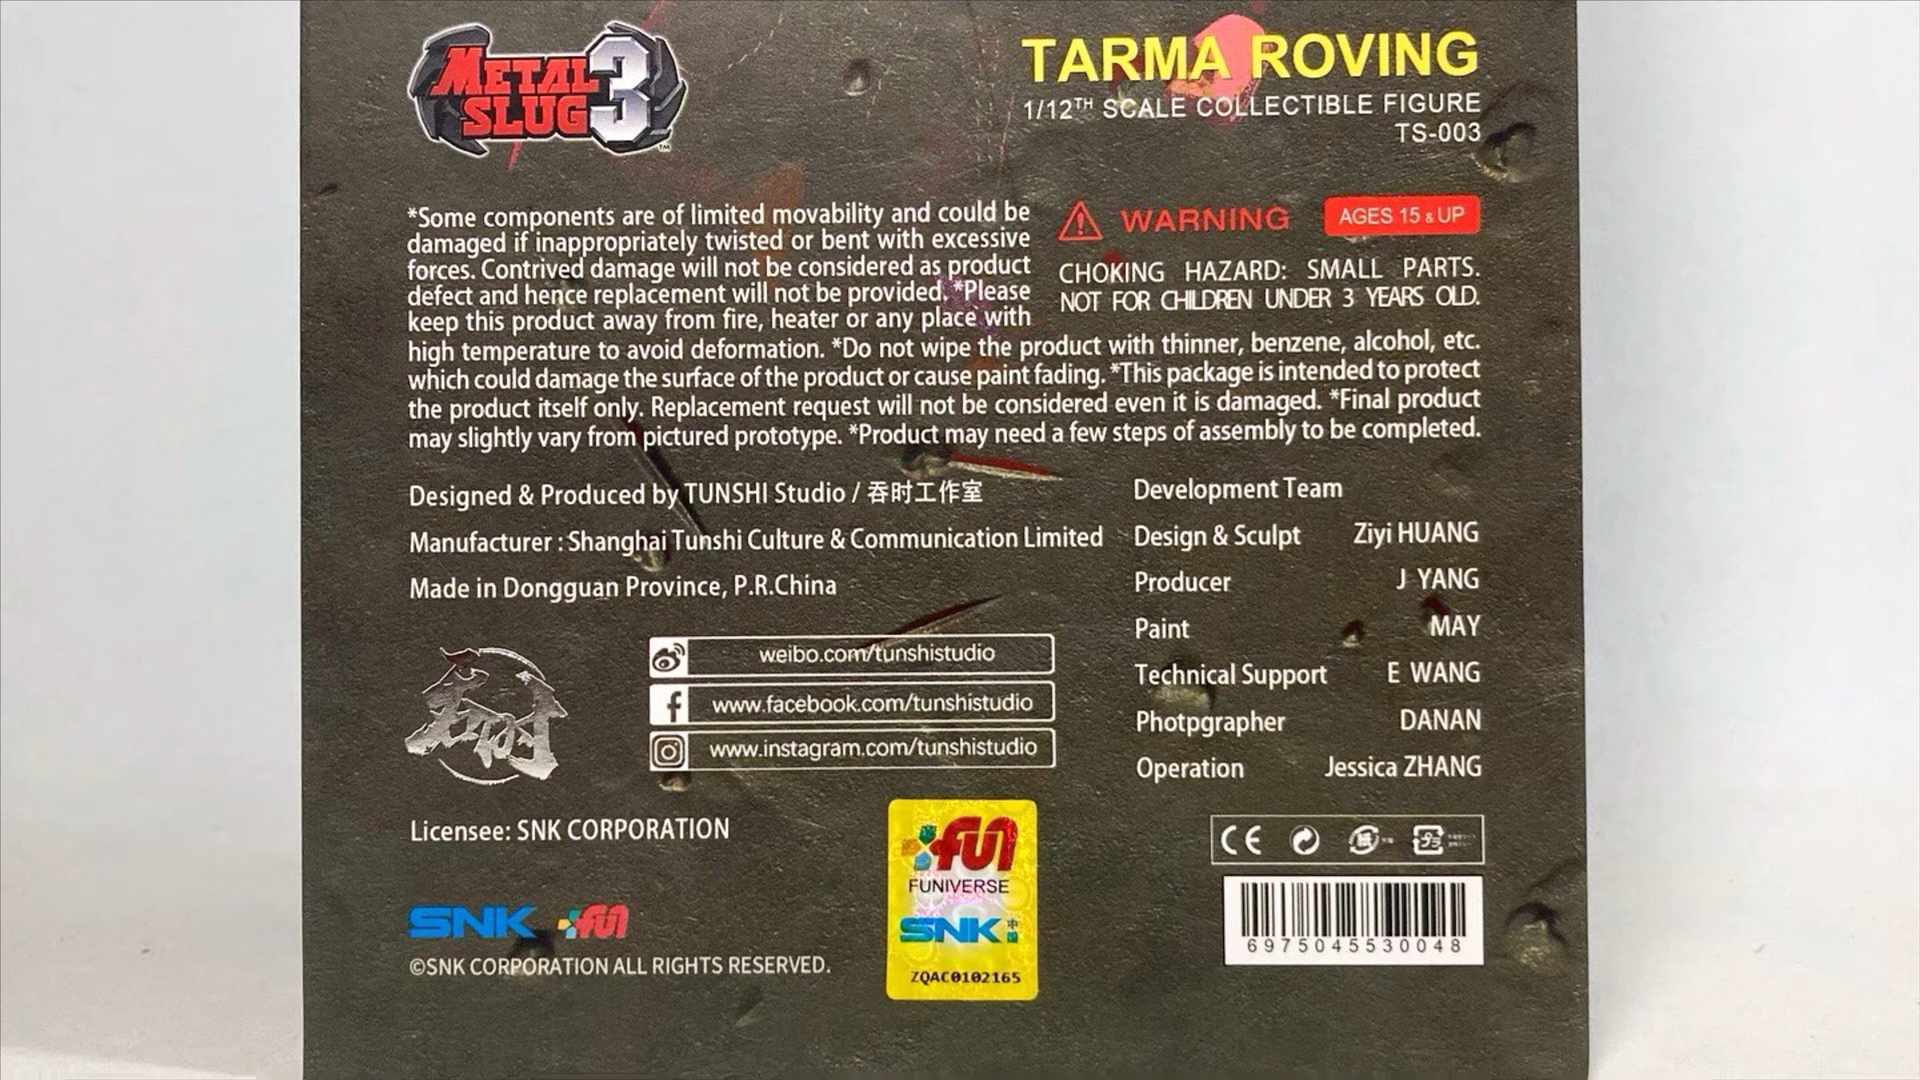 METAL
SLUG 3
TM
TARMA ROVING
1/12TH SCALE COLLECTIBLE FIGURE
TS-003
*Some components are of limited movability and could be
damaged if inappropriately twisted or bent with excessive
forces. Contrived damage will not be considered as product
defect and hence replacement will not be provided. *Please
keep this product away from fire, heater or any place with
high temperature to avoid deformation. *Do not wipe the product with thinner, benzene, alcohol, etc.
which could damage the surface of the product or cause paint fading. *This package is intended to protect
the product itself only. Replacement request will not be considered even it is damaged. *Final product
may slightly vary from pictured prototype. *Product may need a few steps of assembly to be completed.
WARNING
AGES 15 & UP
CHOKING HAZARD: SMALL PARTS.
NOT FOR CHILDREN UNDER 3 YEARS OLD.
Designed & Produced by TUNSHI Studio / 吞时工作室
Manufacturer : Shanghai Tunshi Culture & Communication Limited
Made in Dongguan Province, P.R.China
Development Team
Design & Sculpt Ziyi HUANG
Producer J YANG
Paint MAY
Technical Support E WANG
Photpgrapher DANAN
Operation Jessica ZHANG
吞时
weibo.com/tunshistudio
www.facebook.com/tunshistudio
www.instagram.com/tunshistudio
Licensee: SNK CORPORATION
SNK FUN
©SNK CORPORATION ALL RIGHTS RESERVED.
FUN
FUNIVERSE
SNK 中国
ZQAC0102165
CE 紙 プラ
6975045530048